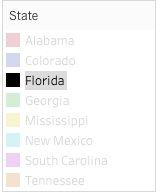 State
Alabama
Colorado
Florida
Georgia
Mississippi
New Mexico
South Carolina
Tennessee